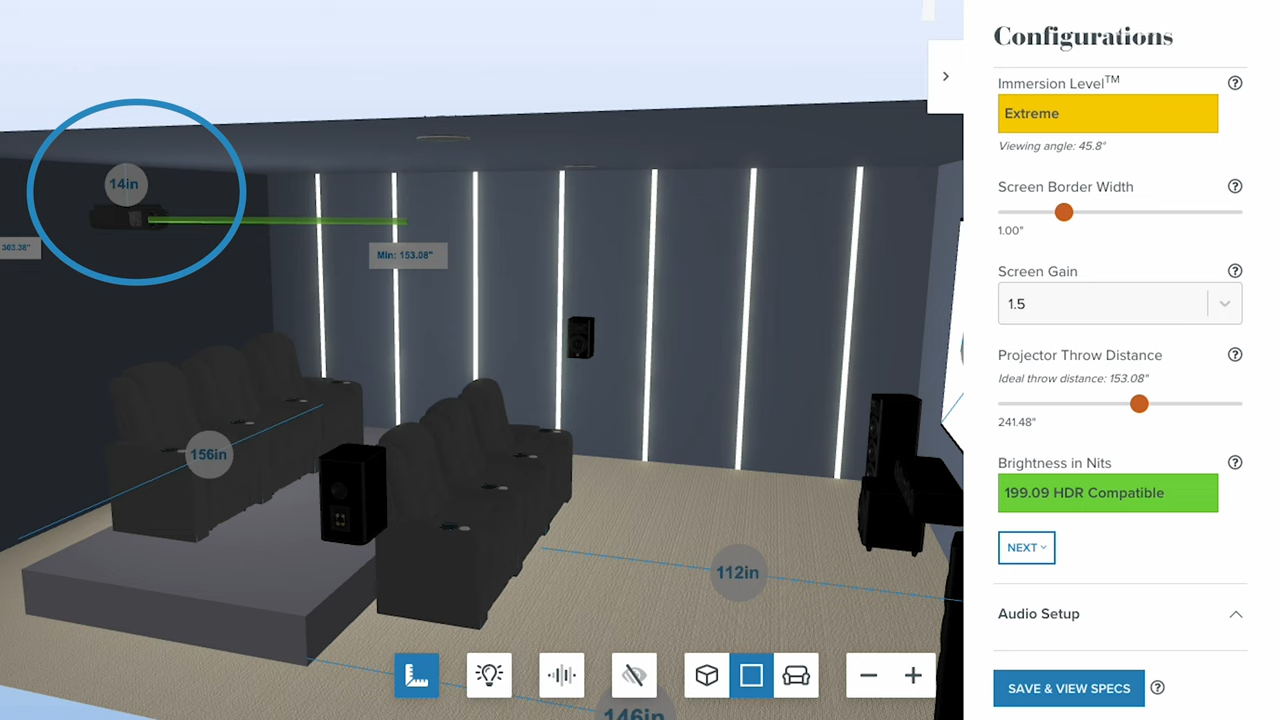 Configurations
Immersion Level™
Extreme
Viewing angle: 45.8"
Screen Border Width
1.00"
Screen Gain
1.5
Projector Throw Distance
Ideal throw distance: 153.08"
241.48"
Brightness in Nits
199.09 HDR Compatible
NEXT
Audio Setup
SAVE & VIEW SPECS
14in
303.38"
Min: 153.08"
156in
112in
146in